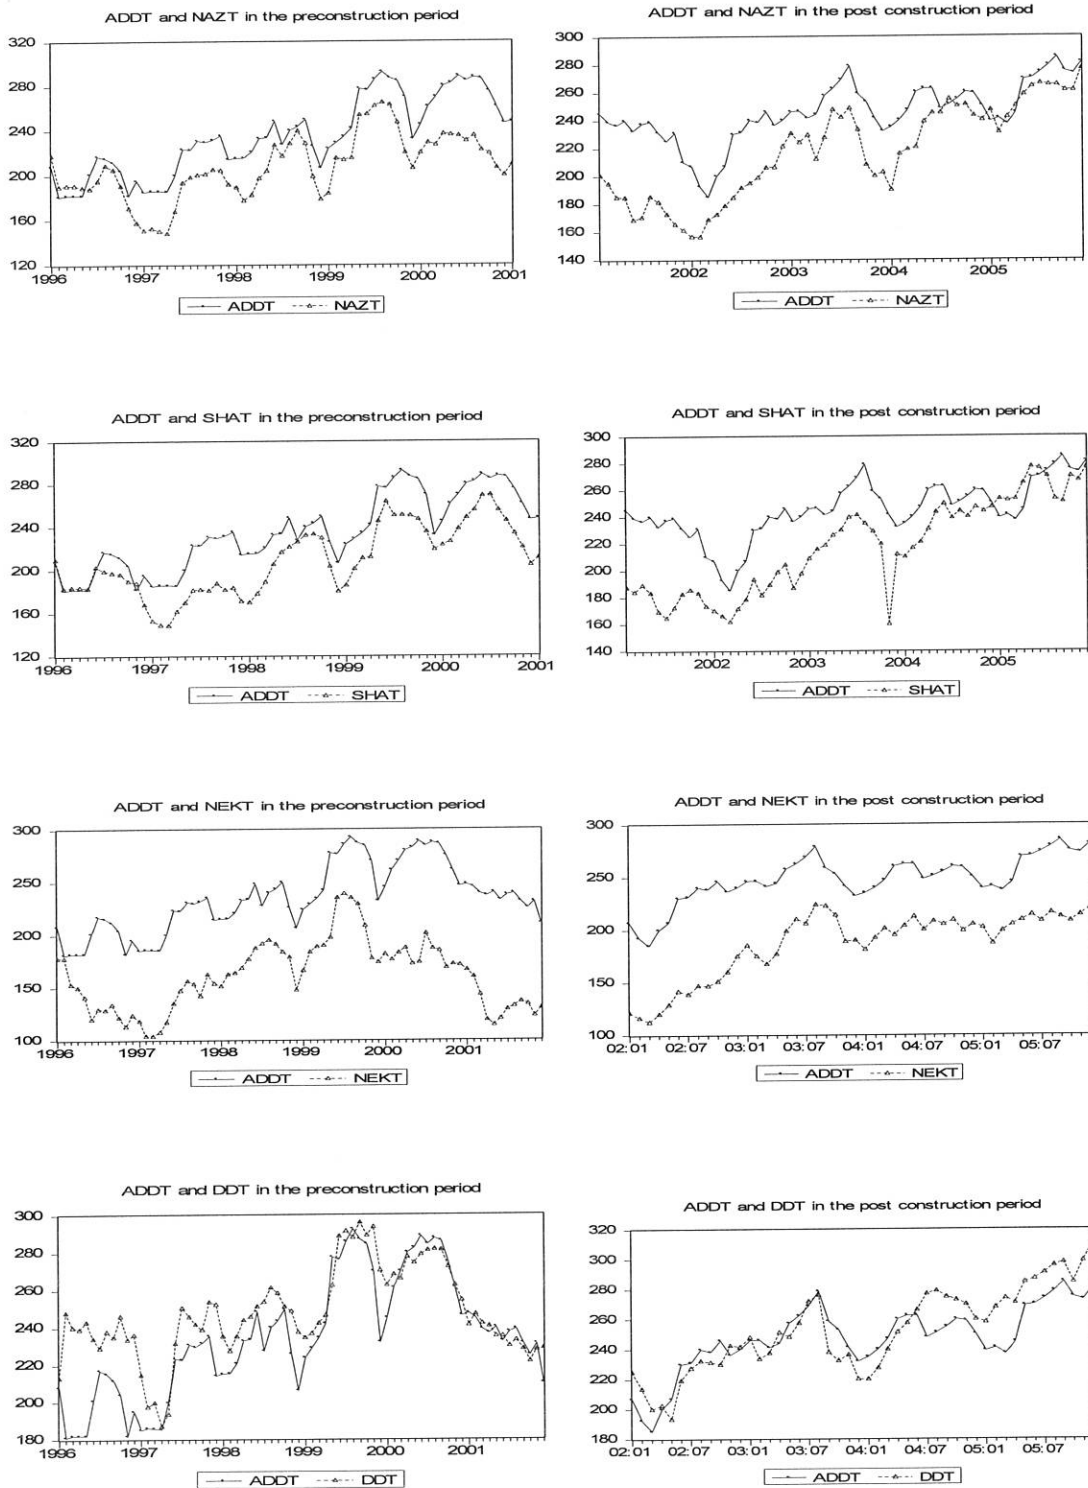 ADDT and NAZT in the preconstruction period
320
280
240
200
160
120
1996 1997 1998 1999 2000 2001
ADDT NAZT
ADDT and NAZT in the post construction period
300
280
260
240
220
200
180
160
140
2002 2003 2004 2005
ADDT NAZT
ADDT and SHAT in the preconstruction period
320
280
240
200
160
120
1996 1997 1998 1999 2000 2001
ADDT SHAT
ADDT and SHAT in the post construction period
300
280
260
240
220
200
180
160
140
2002 2003 2004 2005
ADDT SHAT
ADDT and NEKT in the preconstruction period
300
250
200
150
100
1996 1997 1998 1999 2000 2001
ADDT NEKT
ADDT and NEKT in the post construction period
300
250
200
150
100
02:01 02:07 03:01 03:07 04:01 04:07 05:01 05:07
ADDT NEKT
ADDT and DDT in the preconstruction period
300
280
260
240
220
200
180
1996 1997 1998 1999 2000 2001
ADDT DDT
ADDT and DDT in the post construction period
320
300
280
260
240
220
200
180
02:01 02:07 03:01 03:07 04:01 04:07 05:01 05:07
ADDT DDT